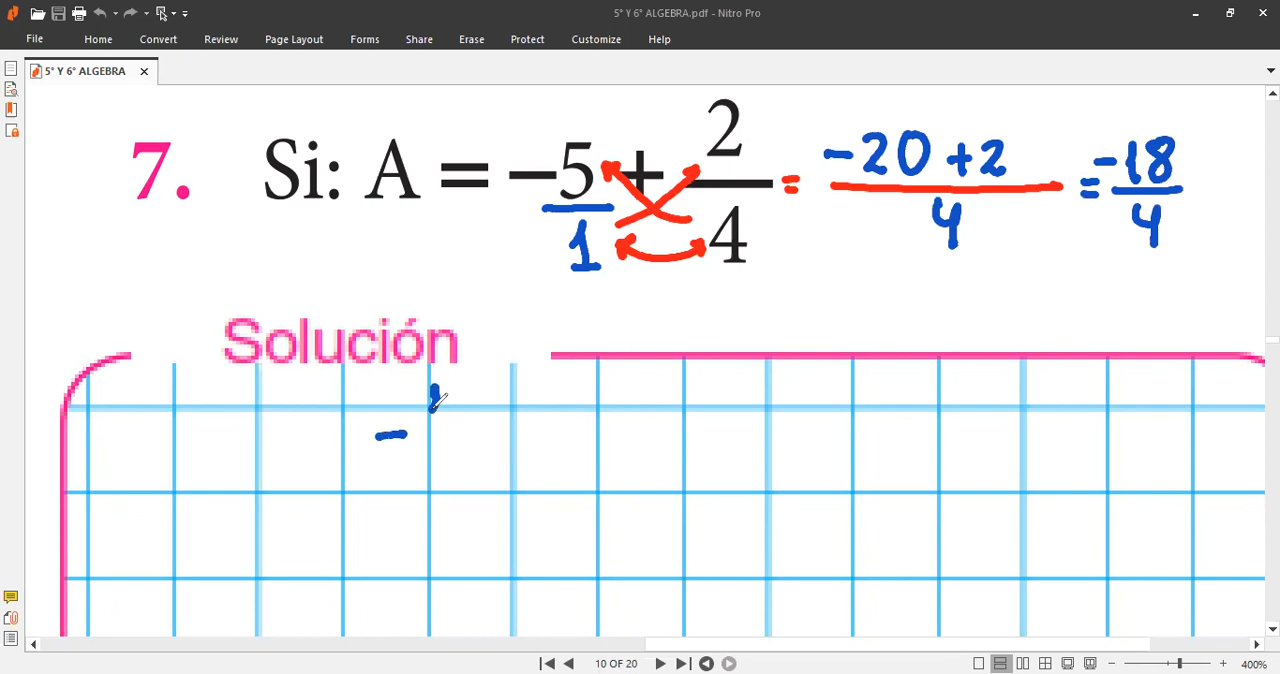 5° Y 6° ALGEBRA.pdf - Nitro Pro
File Home Convert Review Page Layout Forms Share Erase Protect Customize Help
5° Y 6° ALGEBRA
7. Si: A = −5/1 + 2/4 = -20+2/4 = -18/4
Solución
-
10 OF 20
400%